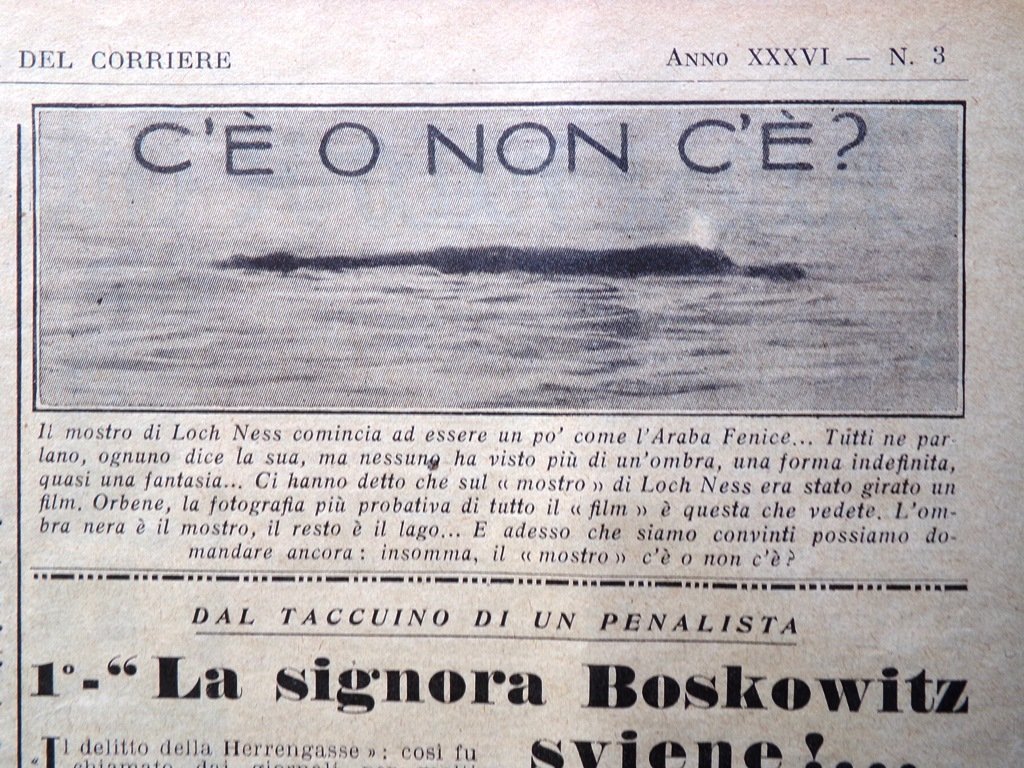 DEL CORRIERE
ANNO XXXVI — N. 3
C'È O NON C'È?
Il mostro di Loch Ness comincia ad essere un po' come l'Araba Fenice... Tutti ne par-
lano, ognuno dice la sua, ma nessuno ha visto più di un'ombra, una forma indefinita,
quasi una fantasia... Ci hanno detto che sul « mostro » di Loch Ness era stato girato un
film. Orbene, la fotografia più probativa di tutto il « film » è questa che vedete. L'om-
bra nera è il mostro, il resto è il lago... E adesso che siamo convinti possiamo do-
mandare ancora : insomma, il « mostro » c'è o non c'è ?
DAL TACCUINO DI UN PENALISTA
1°-“La signora Boskowitz
sviene !...
« Il delitto della Herrengasse » : così fu
chiamato dai giornali